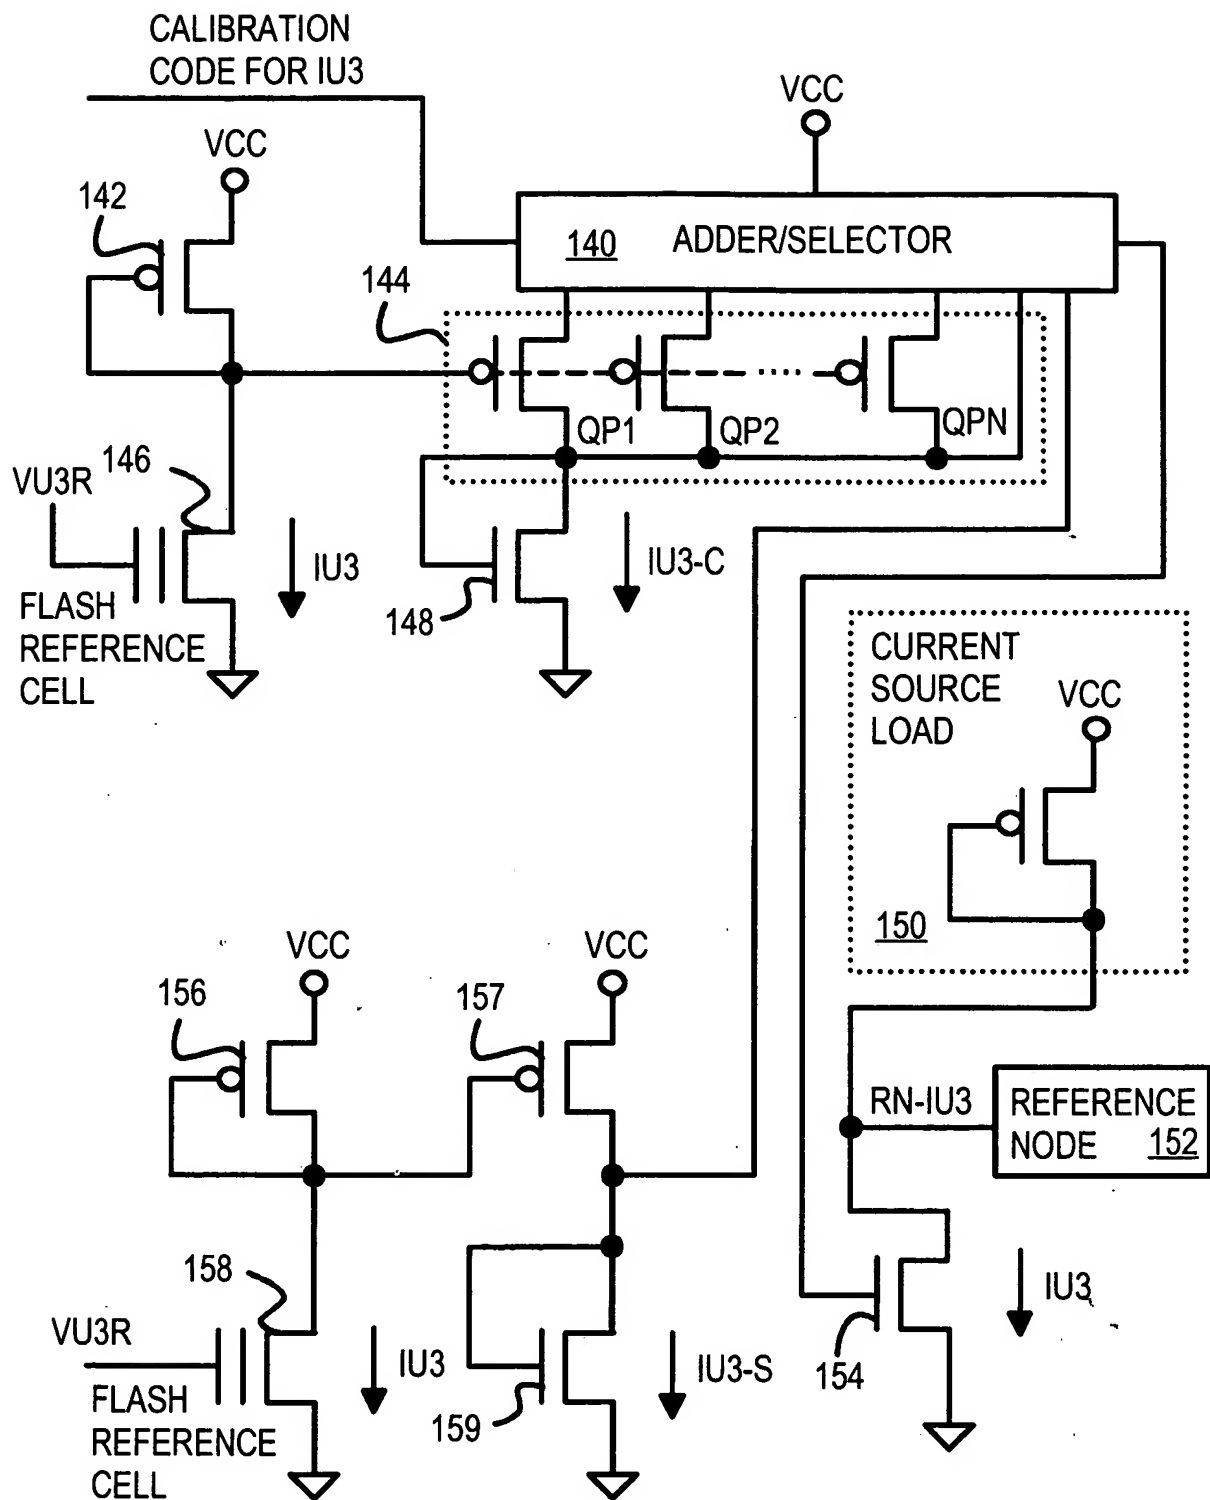 CALIBRATION
CODE FOR IU3
VCC
VCC
142
140 ADDER/SELECTOR
144
QP1
QP2
QPN
146
VU3R
IU3
IU3-C
148
FLASH
REFERENCE
CELL
CURRENT
SOURCE
LOAD
VCC
150
VCC
VCC
156
157
RN-IU3
REFERENCE
NODE 152
158
VU3R
IU3
IU3-S
IU3
154
159
FLASH
REFERENCE
CELL